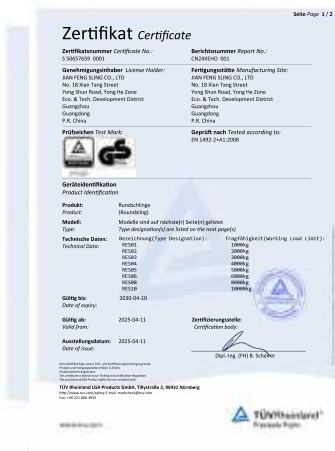 Seite Page 1 / 2
Zertifikat Certificate
Zertifikatsnummer Certificate No.:
S 50657659 0001
Berichtsnummer Report No.:
CN24XEHO 001
Genehmigungsinhaber License Holder:
JIAN FENG SLING CO., LTD
No. 18 Xian Tang Street
Yong Shun Road, Yong He Zone
Eco. & Tech. Development District
Guangzhou
Guangdong
P.R. China
Fertigungsstätte Manufacturing Site:
JIAN FENG SLING CO., LTD
No. 18 Xian Tang Street
Yong Shun Road, Yong He Zone
Eco. & Tech. Development District
Guangzhou
Guangdong
P.R. China
Prüfzeichen Test Mark:
Geprüft nach Tested according to:
EN 1492-2+A1:2008
Geräteidentifikation
Product Identification
Produkt: Rundschlinge
(Product: (Roundsling)
Modell: Modelle sind auf nächste(r) Seite(n) gelistet
Type: Type designation(s) are listed on the next page(s)
Technische Daten: Bezeichnung(Type Designation): Tragfähigkeit(Working Load Limit):
Technical Data: RES01 1000kg
RES02 2000kg
RES03 3000kg
RES04 4000kg
RES05 5000kg
RES06 6000kg
RES08 8000kg
RES10 10000kg
Gültig bis: 2030-04-10
Date of expiry:
Gültig ab: 2025-04-11
Valid from:
Zertifizierungsstelle:
Certification body:
Ausstellungsdatum: 2025-04-11
Date of issue:
Dipl.-Ing. (FH) B. Scheller
TÜV Rheinland LGA Products GmbH, Tillystraße 2, 90431 Nürnberg
TÜVRheinland
Precisely Right.